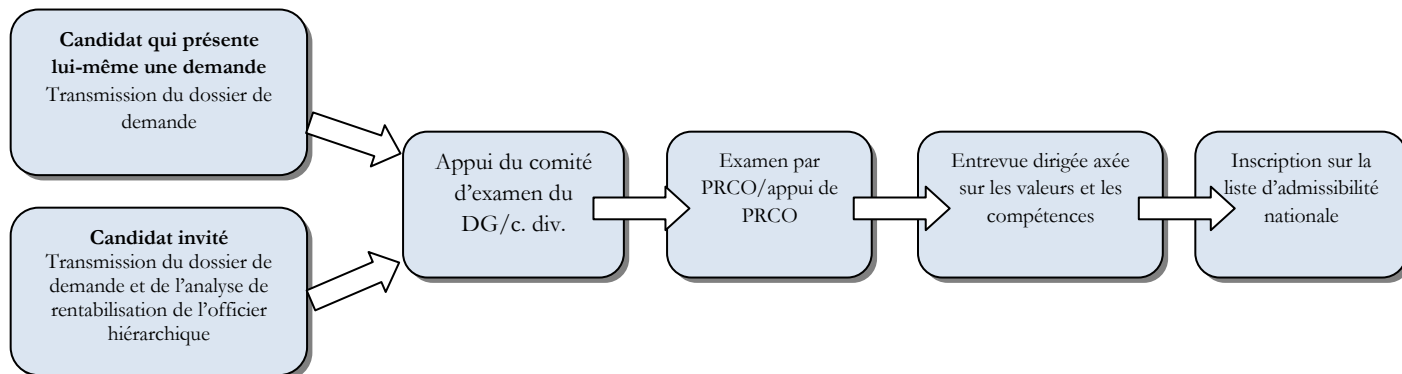 Candidat qui présente
lui-même une demande
Transmission du dossier de
demande
Candidat invité
Transmission du dossier de
demande et de l’analyse de
rentabilisation de l’officier
hiérarchique
Appui du comité
d’examen du
DG/c. div.
Examen par
PRCO/appui de
PRCO
Entrevue dirigée axée
sur les valeurs et les
compétences
Inscription sur la
liste d’admissibilité
nationale